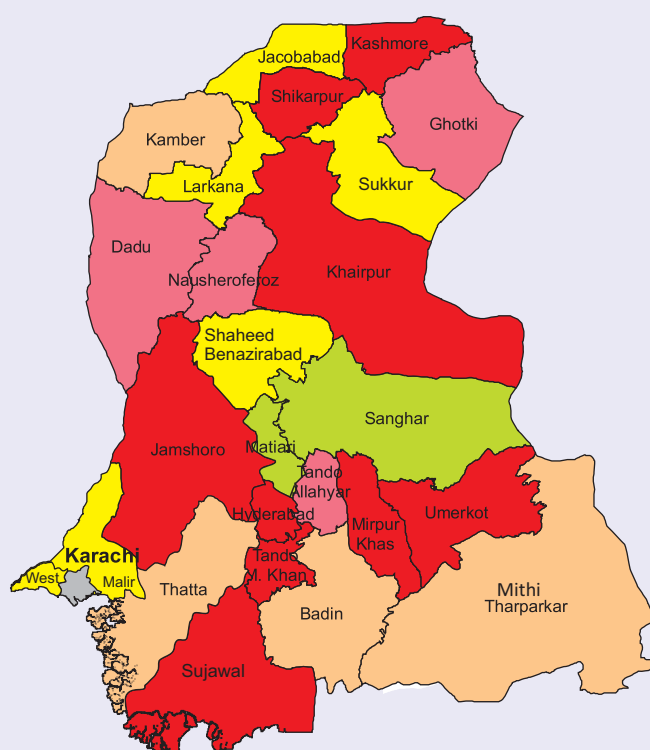 Kashmore
Jacobabad
Shikarpur
Ghotki
Kamber
Sukkur
Larkana
Dadu
Khairpur
Nausheroferoz
Shaheed
Benazirabad
Sanghar
Matiari
Jamshoro
Tando
Allahyar
Hyderabad
Umerkot
Mirpur
Khas
Karachi
Tando
M. Khan
West
Malir
Thatta
Mithi
Tharparkar
Badin
Sujawal